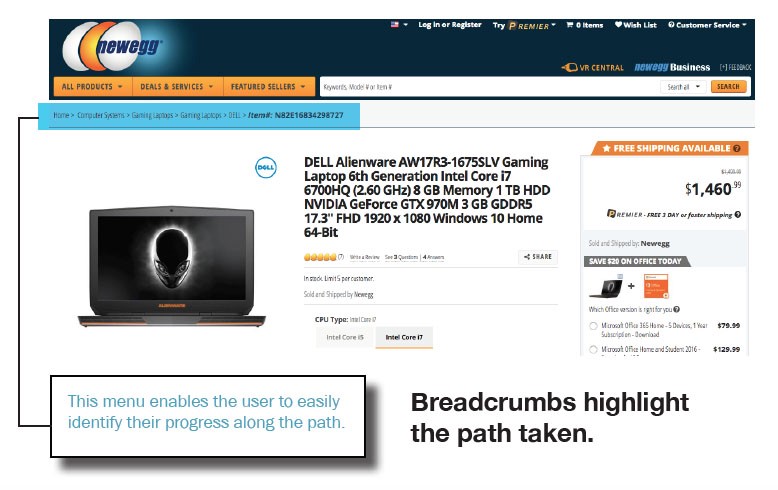 newegg
Log in or Register Try PREMIER 0 Items Wish List Customer Service
VR CENTRAL newegg Business [+] FEEDBACK
ALL PRODUCTS DEALS & SERVICES FEATURED SELLERS Keywords, Model # or Item # Search all SEARCH
Home > Computer Systems > Gaming Laptops > Gaming Laptops > DELL > Item#: N82E16834298727
DELL
DELL Alienware AW17R3-1675SLV Gaming
Laptop 6th Generation Intel Core i7
6700HQ (2.60 GHz) 8 GB Memory 1 TB HDD
NVIDIA GeForce GTX 970M 3 GB GDDR5
17.3" FHD 1920 x 1080 Windows 10 Home
64-Bit
(7) Write a Review See 3 Questions | 4 Answers SHARE
In stock. Limit 5 per customer.
Sold and Shipped by Newegg
CPU Type: Intel Core i7
Intel Core i5 Intel Core i7
ALIENWARE
FREE SHIPPING AVAILABLE
$1,460.99
PREMIER - FREE 3 DAY or faster shipping
Sold and Shipped by: Newegg
SAVE $20 ON OFFICE TODAY
+
Which Office version is right for you
Microsoft Office 365 Home - 5 Devices, 1 Year $79.99
Subscription - Download
Microsoft Office Home and Student 2016 - $129.99
This menu enables the user to easily
identify their progress along the path.
Breadcrumbs highlight
the path taken.